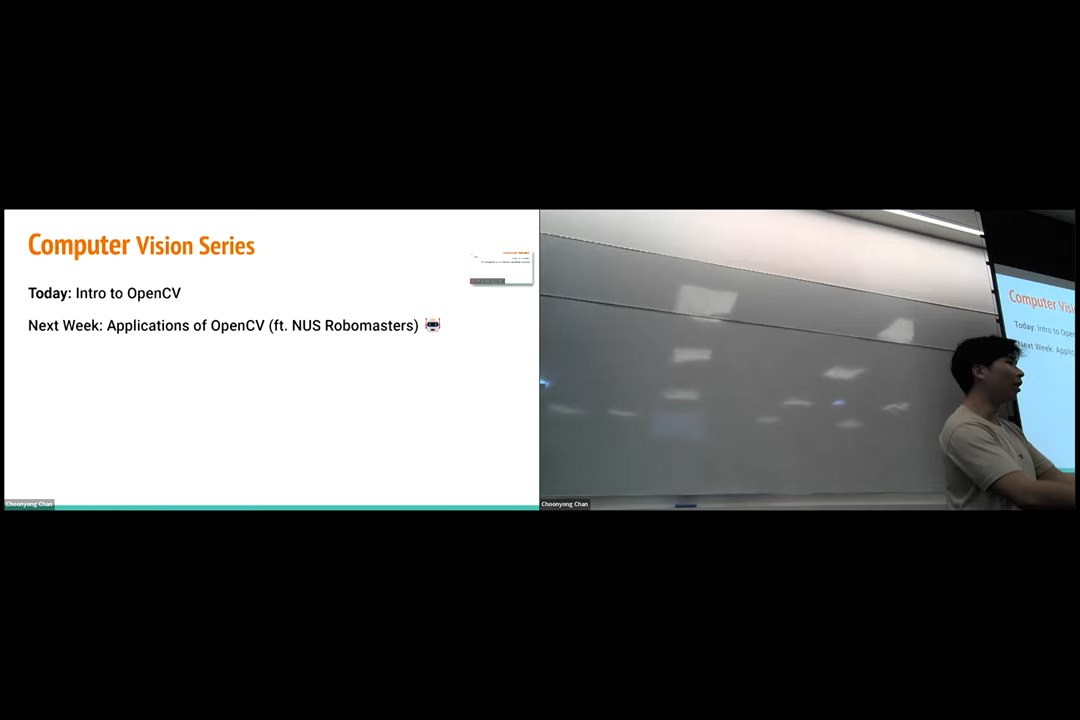 Computer Vision Series
Today: Intro to OpenCV
Next Week: Applications of OpenCV (ft. NUS Robomasters) 🤖
Choonyong Chan
Choonyong Chan
Computer Visi
Today: Intro to Open
Next Week: Applic